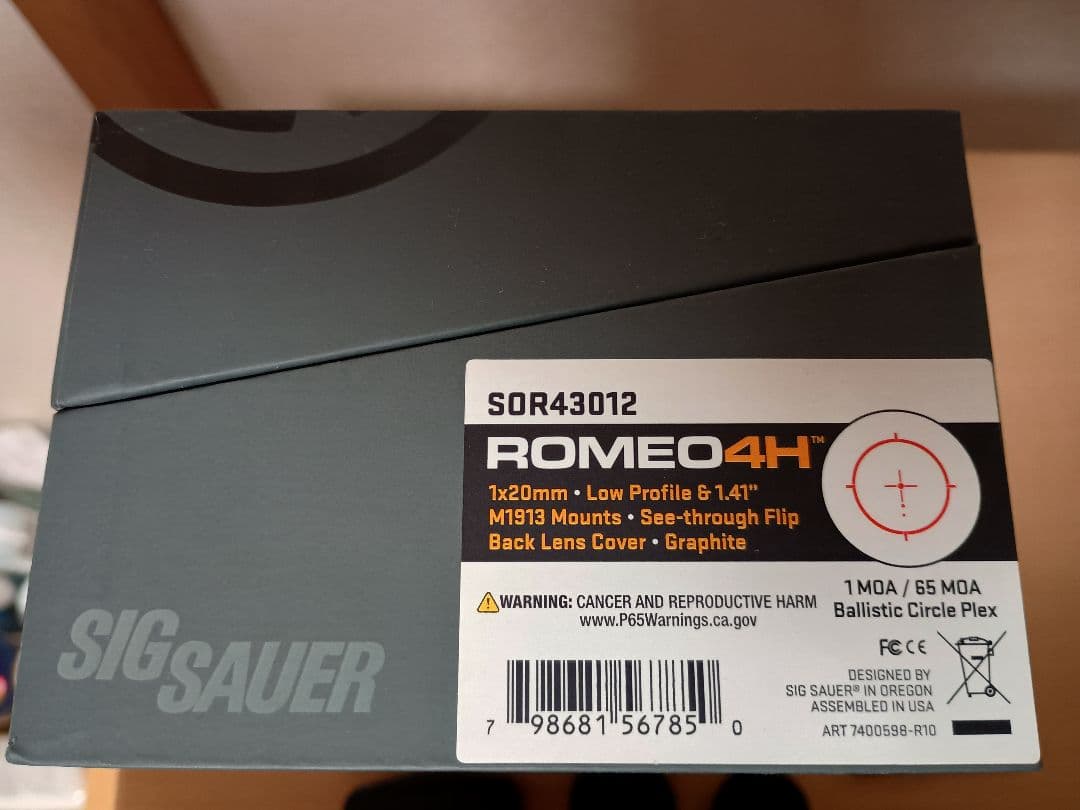 SOR43012
ROMEO4H™
1x20mm • Low Profile & 1.41"
M1913 Mounts • See-through Flip
Back Lens Cover • Graphite
1 MOA / 65 MOA
Ballistic Circle Plex
WARNING: CANCER AND REPRODUCTIVE HARM
www.P65Warnings.ca.gov
FC CE
DESIGNED BY
SIG SAUER® IN OREGON
ASSEMBLED IN USA
ART 7400598-R10
7 98681 56785 0
SIG
SAUER